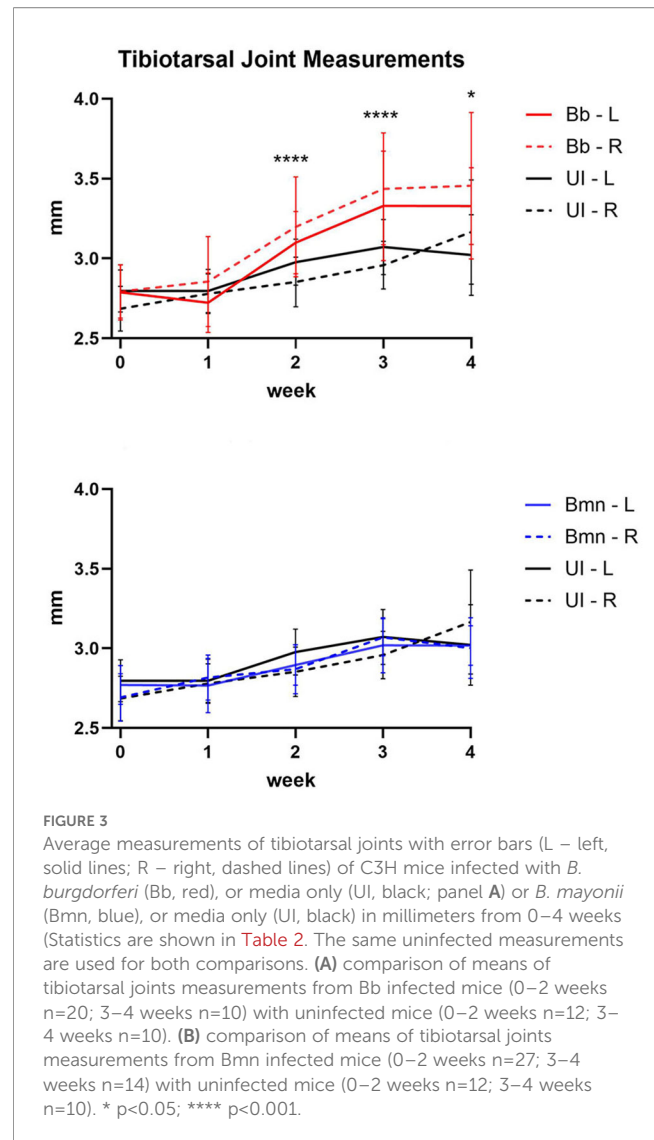 Tibiotarsal Joint Measurements
4.0
3.5
3.0
2.5
mm
****
****
*
0 1 2 3 4
week
Bb - L
Bb - R
UI - L
UI - R
4.0
3.5
3.0
2.5
mm
0 1 2 3 4
week
Bmn - L
Bmn - R
UI - L
UI - R
FIGURE 3
Average measurements of tibiotarsal joints with error bars (L – left,
solid lines; R – right, dashed lines) of C3H mice infected with B.
burgdorferi (Bb, red), or media only (UI, black; panel A) or B. mayonii
(Bmn, blue), or media only (UI, black) in millimeters from 0–4 weeks
(Statistics are shown in Table 2. The same uninfected measurements
are used for both comparisons. (A) comparison of means of
tibiotarsal joints measurements from Bb infected mice (0–2 weeks
n=20; 3–4 weeks n=10) with uninfected mice (0–2 weeks n=12; 3–
4 weeks n=10). (B) comparison of means of tibiotarsal joints
measurements from Bmn infected mice (0–2 weeks n=27; 3–4
weeks n=14) with uninfected mice (0–2 weeks n=12; 3–4 weeks
n=10). * p<0.05; **** p<0.001.